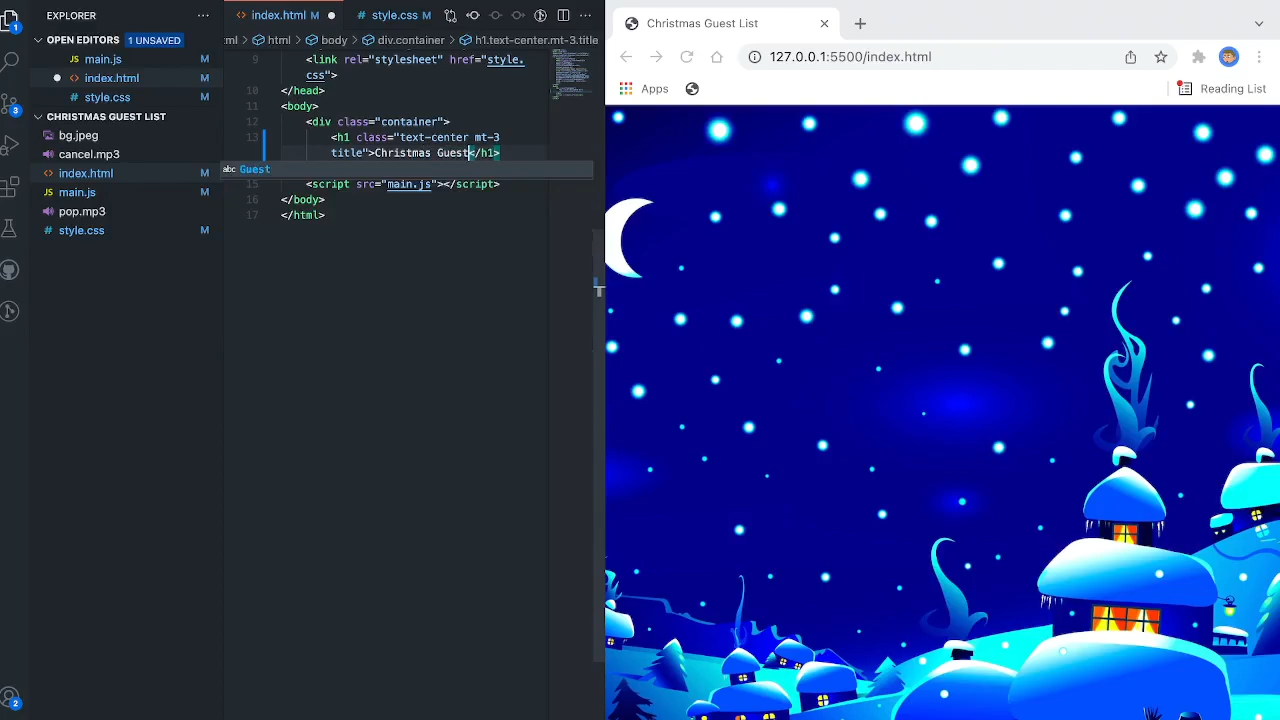 EXPLORER
OPEN EDITORS 1 UNSAVED
main.js
index.html M
style.css M
CHRISTMAS GUEST LIST
bg.jpeg
cancel.mp3
index.html M
main.js M
pop.mp3
style.css M
1
3
2
<> index.html M
# style.css M
ml > html > body > div.container > h1.text-center.mt-3.title
9 <link rel="stylesheet" href="style.
css">
10 </head>
11 <body>
12 <div class="container">
13 <h1 class="text-center mt-3
title">Christmas Guest</h1>
abc Guest
15 <script src="main.js"></script>
16 </body>
17 </html>
Christmas Guest List
127.0.0.1:5500/index.html
Apps
Reading List